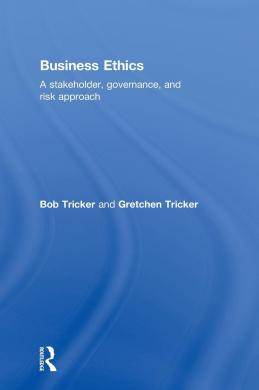 Business Ethics
A stakeholder, governance, and
risk approach
Bob Tricker and Gretchen Tricker
ROUTLEDGE